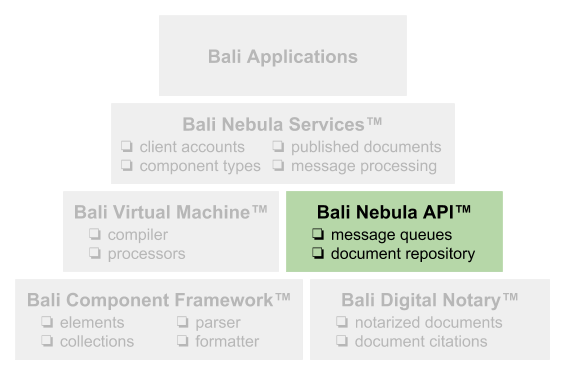 Bali Applications
Bali Nebula Services™
❏ client accounts ❏ published documents
❏ component types ❏ message processing
Bali Virtual Machine™
❏ compiler
❏ processors
Bali Nebula API™
❏ message queues
❏ document repository
Bali Component Framework™
❏ elements ❏ parser
❏ collections ❏ formatter
Bali Digital Notary™
❏ notarized documents
❏ document citations